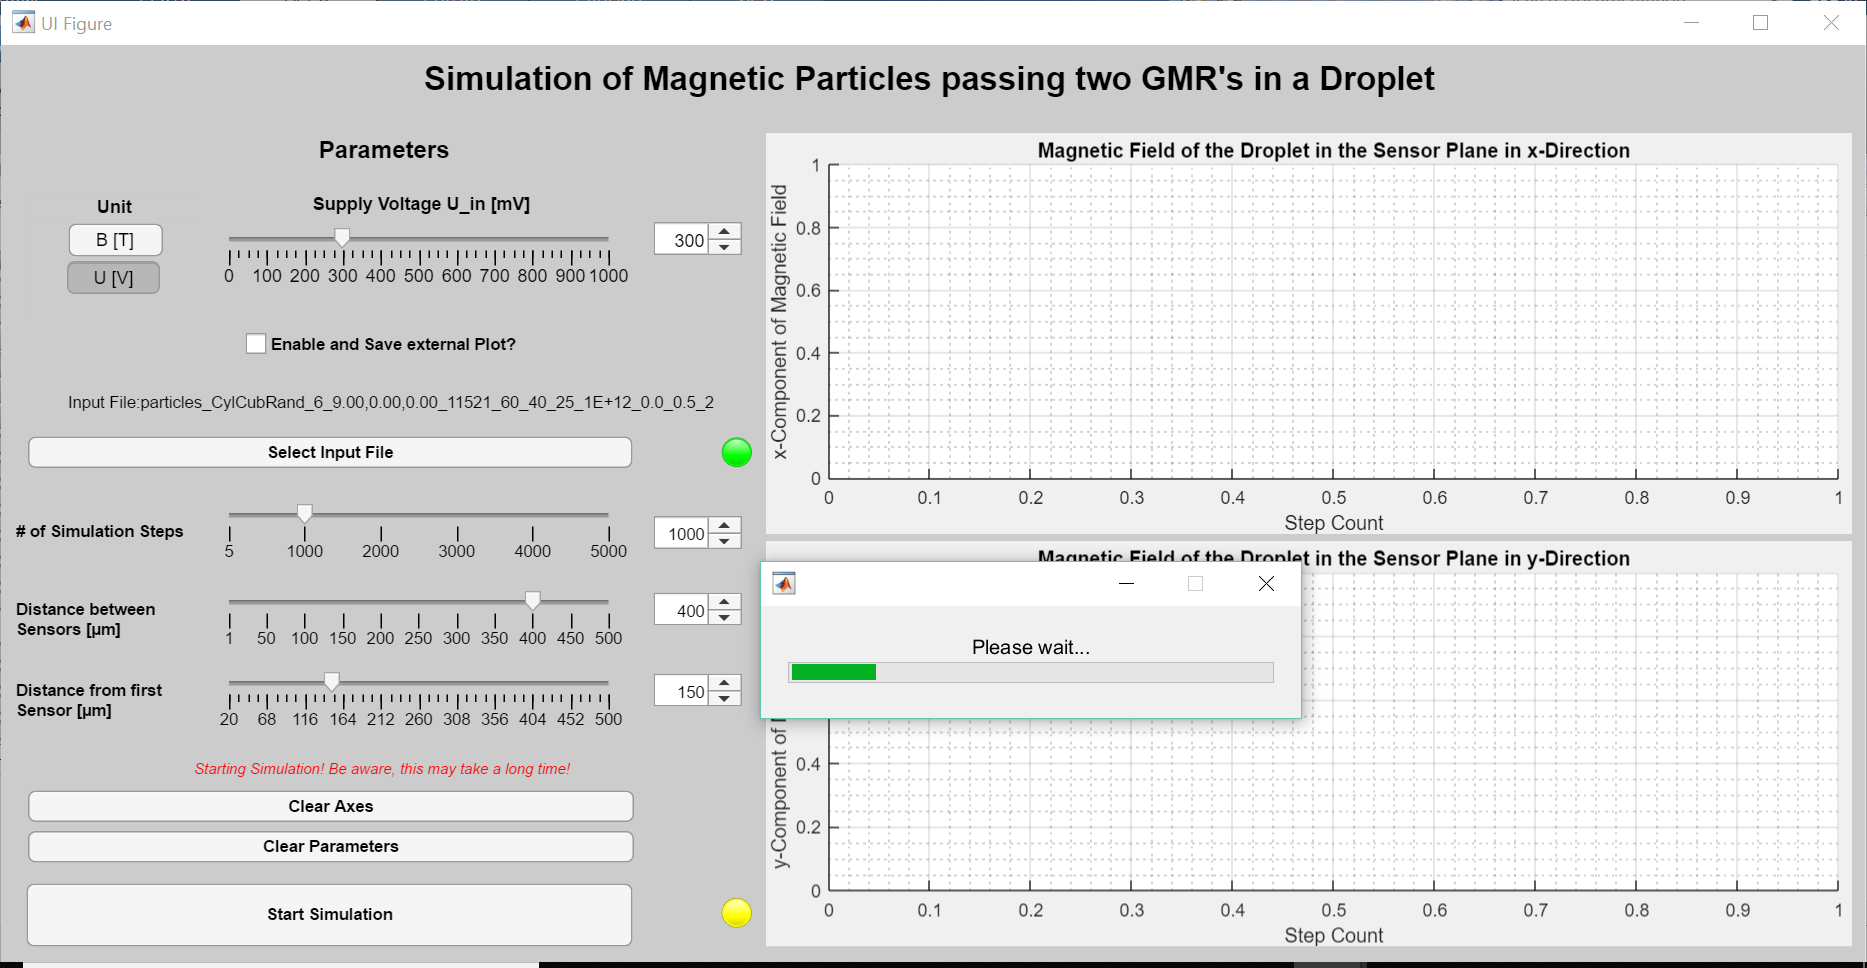 UI Figure
Simulation of Magnetic Particles passing two GMR's in a Droplet
Parameters
Unit
B [T]
U [V]
Supply Voltage U_in [mV]
0 100 200 300 400 500 600 700 800 900 1000
300
Enable and Save external Plot?
Input File:particles_CylCubRand_6_9.00,0.00,0.00_11521_60_40_25_1E+12_0.0_0.5_2
Select Input File
# of Simulation Steps
5 1000 2000 3000 4000 5000
1000
Distance between
Sensors [µm]
1 50 100 150 200 250 300 350 400 450 500
400
Distance from first
Sensor [µm]
20 68 116 164 212 260 308 356 404 452 500
150
Starting Simulation! Be aware, this may take a long time!
Clear Axes
Clear Parameters
Start Simulation
Magnetic Field of the Droplet in the Sensor Plane in x-Direction
x-Component of Magnetic Field
1
0.8
0.6
0.4
0.2
0
0 0.1 0.2 0.3 0.4 0.5 0.6 0.7 0.8 0.9 1
Step Count
Magnetic Field of the Droplet in the Sensor Plane in y-Direction
Please wait...
y-Component of
0.4
0.2
0
0 0.1 0.2 0.3 0.4 0.5 0.6 0.7 0.8 0.9 1
Step Count